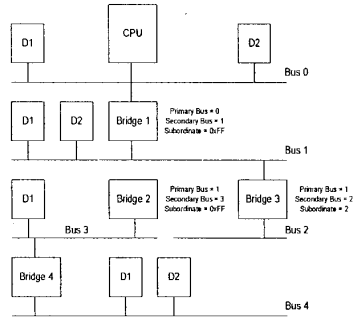 D1
CPU
D2
Bus 0
D1
D2
Bridge 1
Primary Bus = 0
Secondary Bus = 1
Subordinate = 0xFF
Bus 1
D1
Bridge 2
Primary Bus = 1
Secondary Bus = 3
Subordinate = 0xFF
Bridge 3
Primary Bus = 1
Secondary Bus = 2
Subordinate = 2
Bus 3
Bus 2
Bridge 4
D1
D2
Bus 4